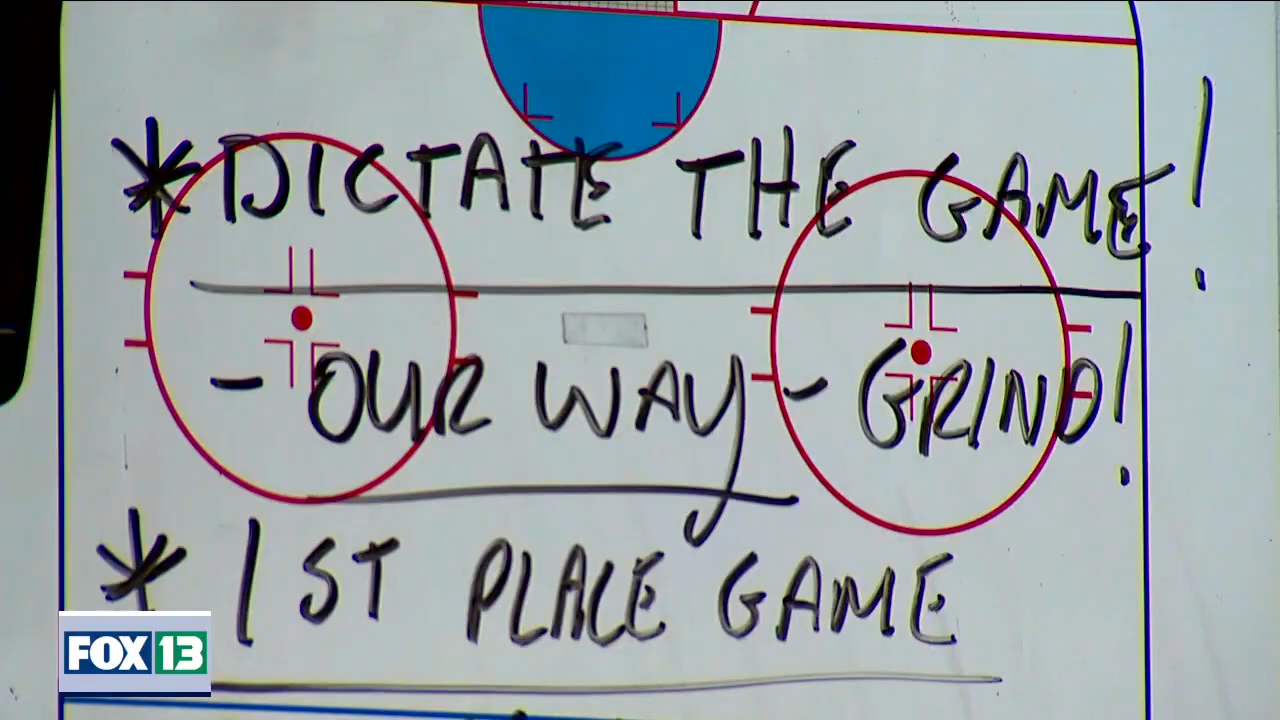 * DICTATE THE GAME!
- OUR WAY - GRIND!
* 1ST PLACE GAME
FOX 13